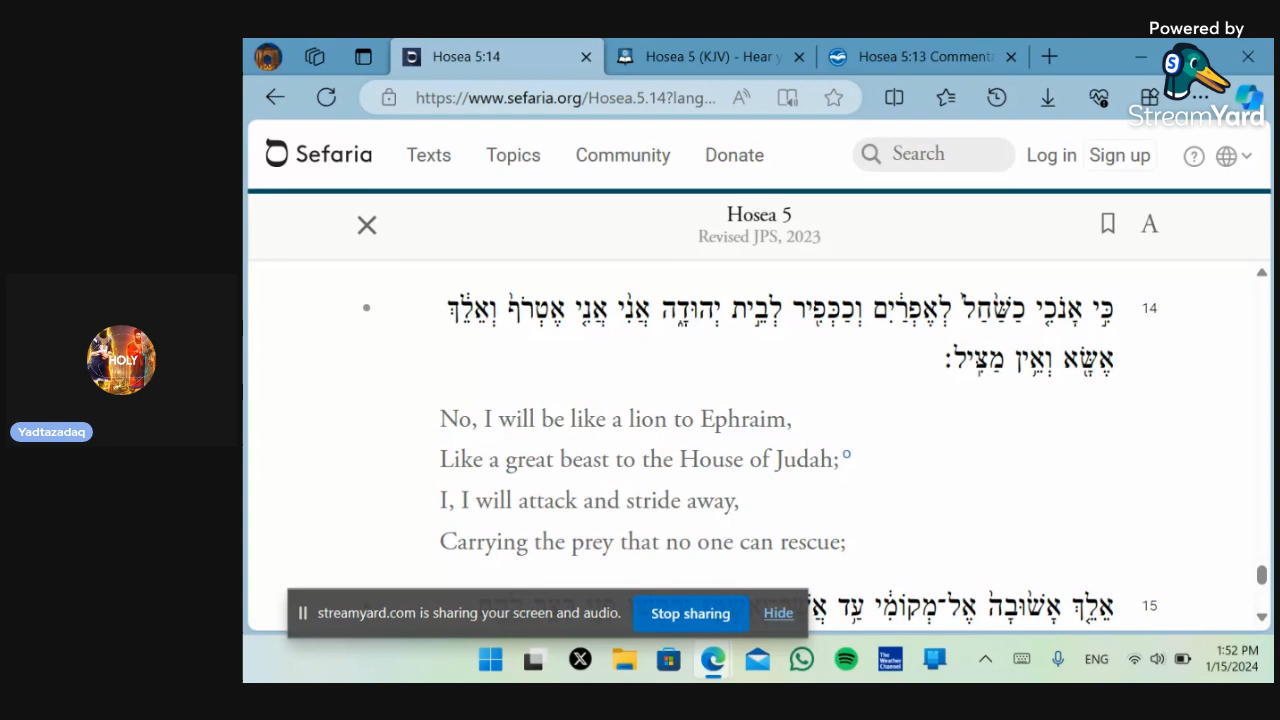 Powered by
StreamYard
Hosea 5:14
Hosea 5 (KJV) - Hear y
Hosea 5:13 Comment
https://www.sefaria.org/Hosea.5.14?lang...
Sefaria
Texts
Topics
Community
Donate
Search
Log in
Sign up
Hosea 5
Revised JPS, 2023
A
14
כִּ֣י אָנֹכִ֤י כַשַּׁ֙חַל֙ לְאֶפְרַ֔יִם וְכַכְּפִ֖יר לְבֵ֣ית יְהוּדָ֑ה אֲנִ֨י אֲנִ֤י אֶטְרֹף֙ וְאֵלֵ֔ךְ
אֶשָּׂ֖א וְאֵ֥ין מַצִּֽיל׃
No, I will be like a lion to Ephraim,
Like a great beast to the House of Judah;o
I, I will attack and stride away,
Carrying the prey that no one can rescue;
15
אֵלֵ֤ךְ אָשׁ֙וּבָה֙ אֶל־מְקוֹמִ֔י עַ֥ד
streamyard.com is sharing your screen and audio.
Stop sharing
Hide
HOLY
Yadtazadaq
The Weather Channel
ENG
1:52 PM
1/15/2024